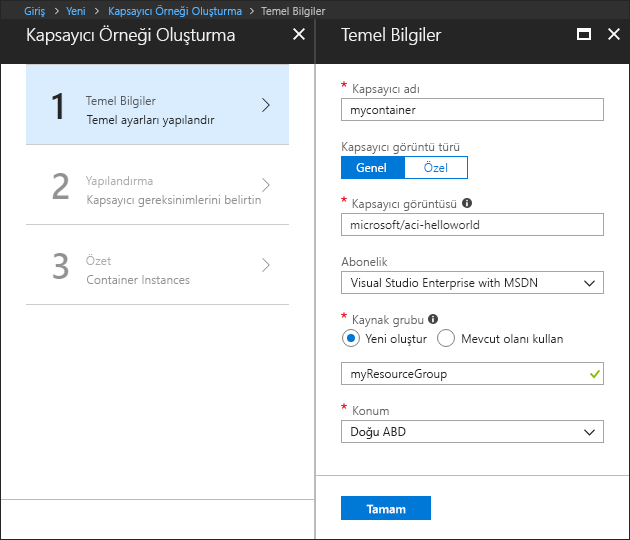 Giriş > Yeni > Kapsayıcı Örneği Oluşturma > Temel Bilgiler
Kapsayıcı Örneği Oluşturma
1
Temel Bilgiler
Temel ayarları yapılandır
2
Yapılandırma
Kapsayıcı gereksinimlerini belirtin
3
Özet
Container Instances
Temel Bilgiler
* Kapsayıcı adı
mycontainer
Kapsayıcı görüntü türü
Genel Özel
* Kapsayıcı görüntüsü
microsoft/aci-helloworld
Abonelik
Visual Studio Enterprise with MSDN
* Kaynak grubu
Yeni oluştur Mevcut olanı kullan
myResourceGroup
* Konum
Doğu ABD
Tamam